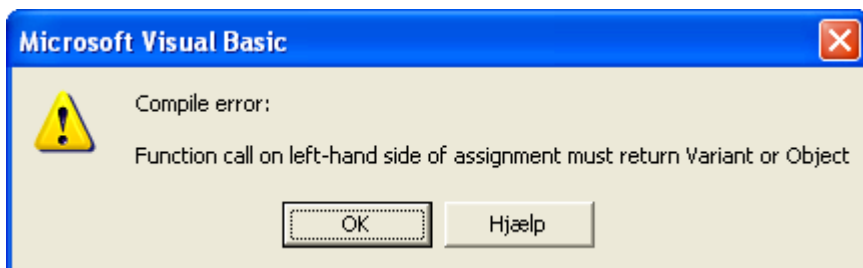 Microsoft Visual Basic
Compile error:
Function call on left-hand side of assignment must return Variant or Object
OK
Hjælp